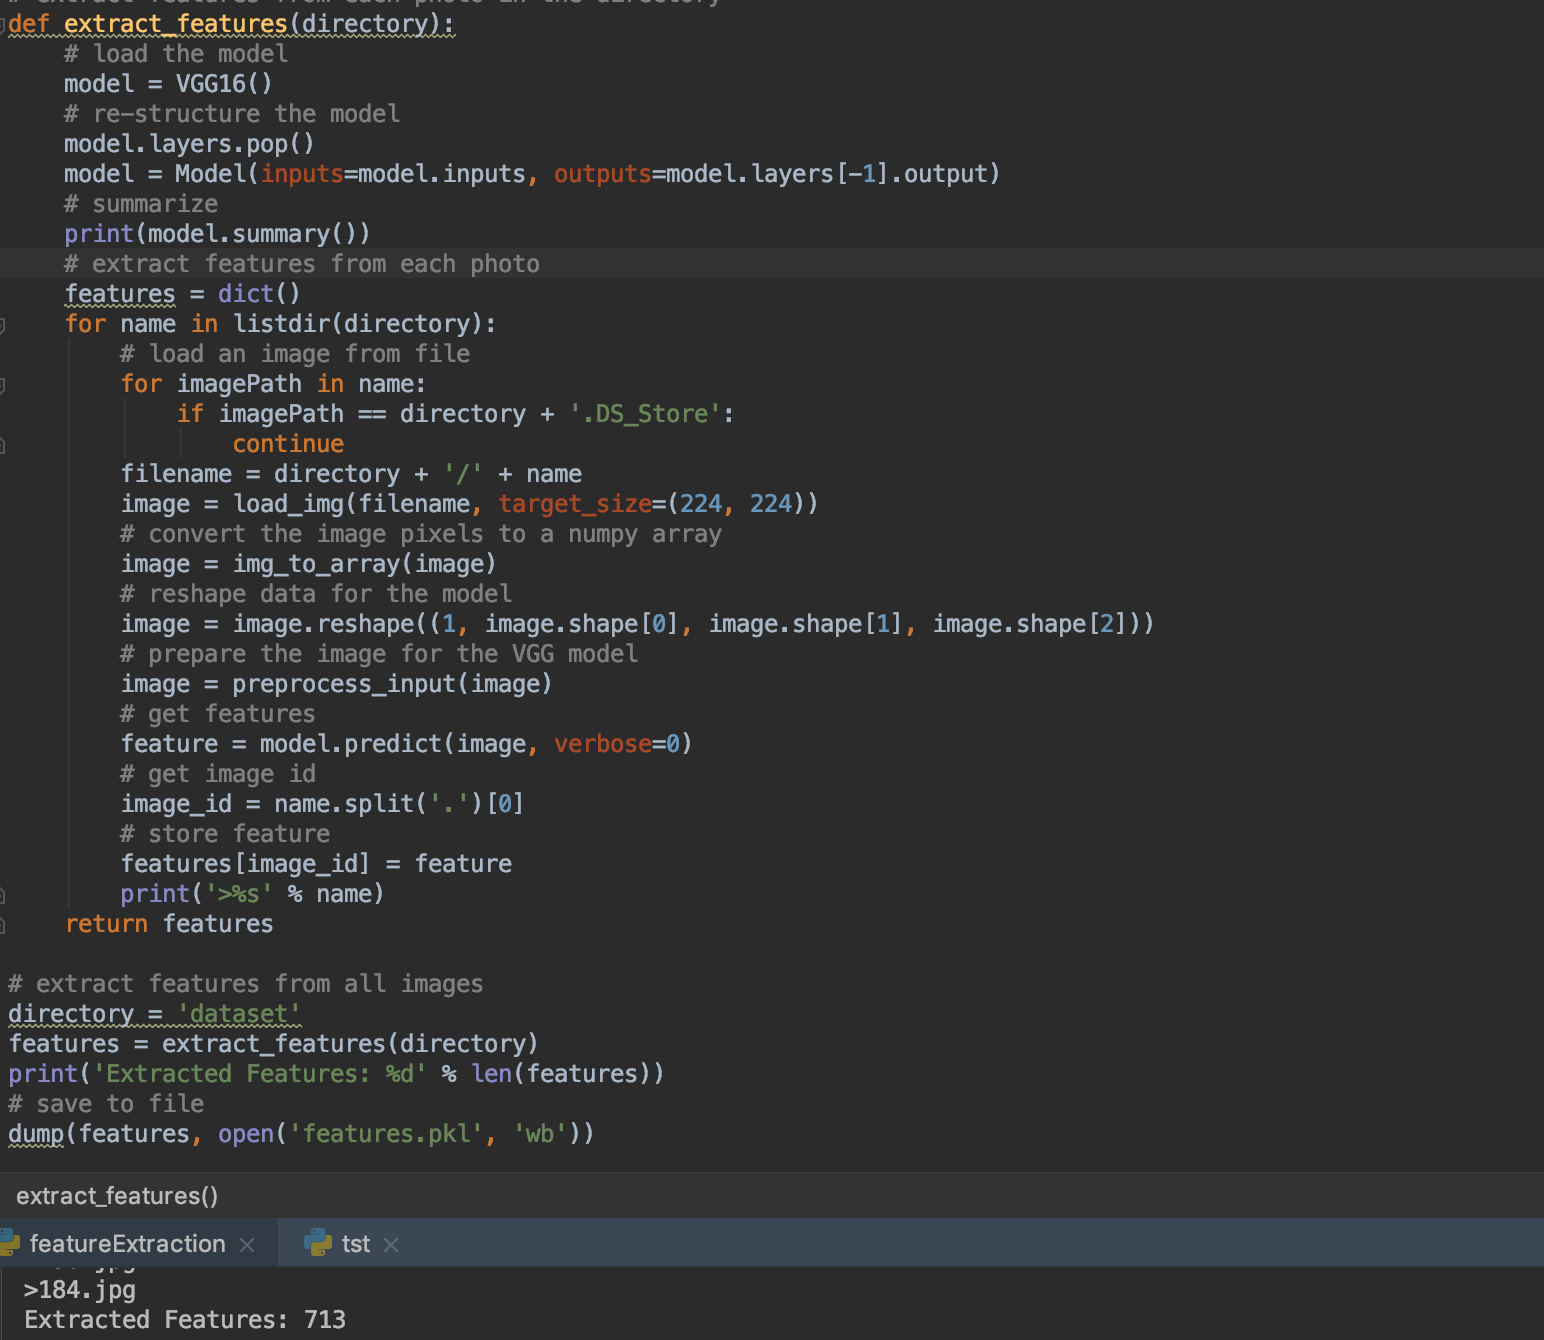 # extract features from each photo in the directory
def extract_features(directory):
    # load the model
    model = VGG16()
    # re-structure the model
    model.layers.pop()
    model = Model(inputs=model.inputs, outputs=model.layers[-1].output)
    # summarize
    print(model.summary())
    # extract features from each photo
    features = dict()
    for name in listdir(directory):
        # load an image from file
        for imagePath in name:
            if imagePath == directory + '.DS_Store':
                continue
        filename = directory + '/' + name
        image = load_img(filename, target_size=(224, 224))
        # convert the image pixels to a numpy array
        image = img_to_array(image)
        # reshape data for the model
        image = image.reshape((1, image.shape[0], image.shape[1], image.shape[2]))
        # prepare the image for the VGG model
        image = preprocess_input(image)
        # get features
        feature = model.predict(image, verbose=0)
        # get image id
        image_id = name.split('.')[0]
        # store feature
        features[image_id] = feature
        print('>%s' % name)
    return features

# extract features from all images
directory = 'dataset'
features = extract_features(directory)
print('Extracted Features: %d' % len(features))
# save to file
dump(features, open('features.pkl', 'wb'))
extract_features()
featureExtraction × tst ×
>184.jpg
Extracted Features: 713